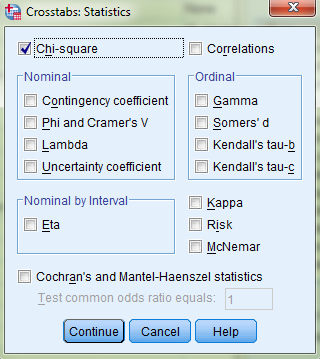 Crosstabs: Statistics
Chi-square
Correlations
Nominal
Contingency coefficient
Phi and Cramer's V
Lambda
Uncertainty coefficient
Ordinal
Gamma
Somers' d
Kendall's tau-b
Kendall's tau-c
Nominal by Interval
Eta
Kappa
Risk
McNemar
Cochran's and Mantel-Haenszel statistics
Test common odds ratio equals: 1
Continue Cancel Help